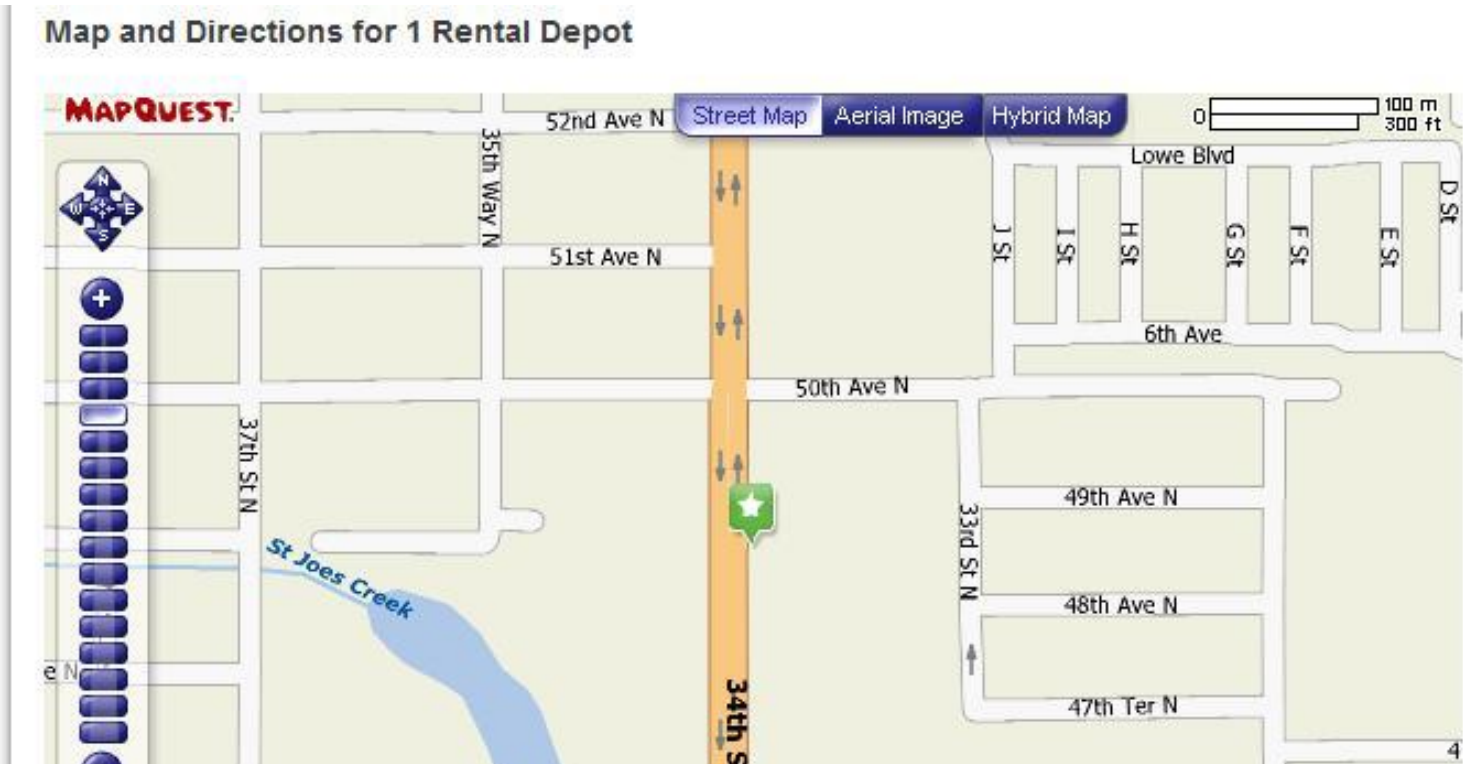 Map and Directions for 1 Rental Depot
MAPQUEST.
52nd Ave N
Street Map
Aerial Image
Hybrid Map
0
100 m
300 ft
35th Way N
Lowe Blvd
D St
N
W
E
S
51st Ave N
J St
I St
H St
G St
F St
E St
6th Ave
50th Ave N
37th St N
49th Ave N
33rd St N
St Joes Creek
48th Ave N
e N
34th S
47th Ter N
4